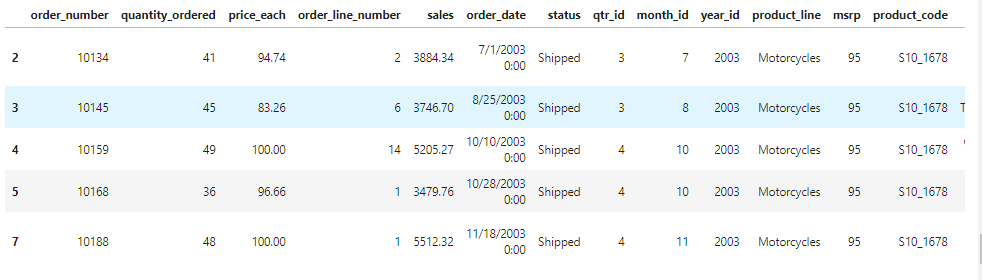 order_number quantity_ordered price_each order_line_number sales order_date status qtr_id month_id year_id product_line msrp product_code
2 10134 41 94.74 2 3884.34 7/1/2003 0:00 Shipped 3 7 2003 Motorcycles 95 S10_1678
3 10145 45 83.26 6 3746.70 8/25/2003 0:00 Shipped 3 8 2003 Motorcycles 95 S10_1678 T
4 10159 49 100.00 14 5205.27 10/10/2003 0:00 Shipped 4 10 2003 Motorcycles 95 S10_1678
5 10168 36 96.66 1 3479.76 10/28/2003 0:00 Shipped 4 10 2003 Motorcycles 95 S10_1678
7 10188 48 100.00 1 5512.32 11/18/2003 0:00 Shipped 4 11 2003 Motorcycles 95 S10_1678